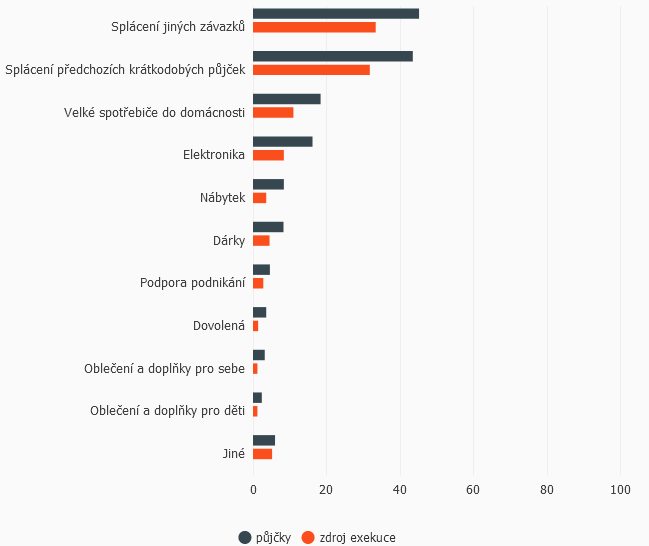 Splácení jiných závazků
Splácení předchozích krátkodobých půjček
Velké spotřebiče do domácnosti
Elektronika
Nábytek
Dárky
Podpora podnikání
Dovolená
Oblečení a doplňky pro sebe
Oblečení a doplňky pro děti
Jiné
0 20 40 60 80 100
půjčky zdroj exekuce